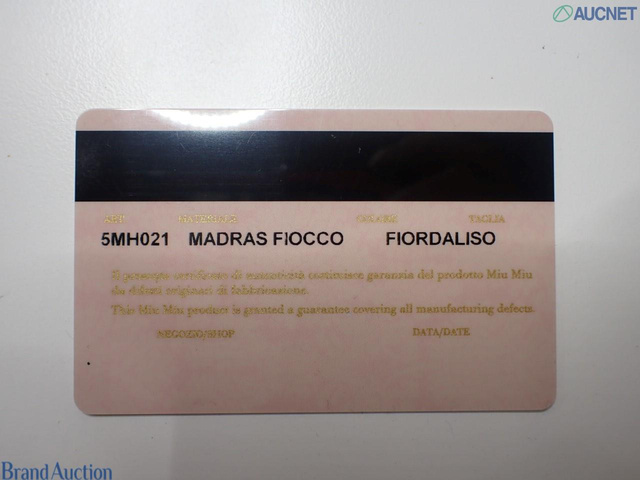 AUCNET
ART. MATERIALE COLORE TAGLIA
5MH021 MADRAS FIOCCO FIORDALISO
Il presente certificato di autenticità costituisce garanzia del prodotto Miu Miu
da difetti originari di fabbricazione.
This Miu Miu product is granted a guarantee covering all manufacturing defects.
NEGOZIO/SHOP DATA/DATE
Brand Auction